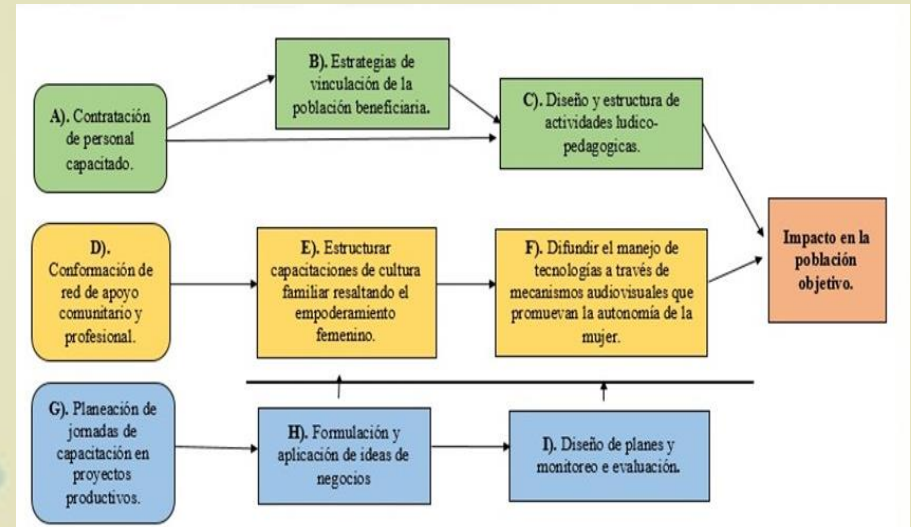 A). Contratación
de personal
capacitado.
B). Estrategias de
vinculación de la
población beneficiaria.
C). Diseño y estructura de
actividades ludico-
pedagogicas.
D).
Conformación de
red de apoyo
comunitario y
profesional.
E). Estructurar
capacitaciones de cultura
familiar resaltando el
empoderamiento
femenino.
F). Difundir el manejo de
tecnologías a través de
mecanismos audiovisuales que
promuevan la autonomía de la
mujer.
Impacto en la
población
objetivo.
G). Planeación de
jornadas de
capacitación en
proyectos
productivos.
H). Formulación y
aplicación de ideas de
negocios
I). Diseño de planes y
monitoreo e evaluación.